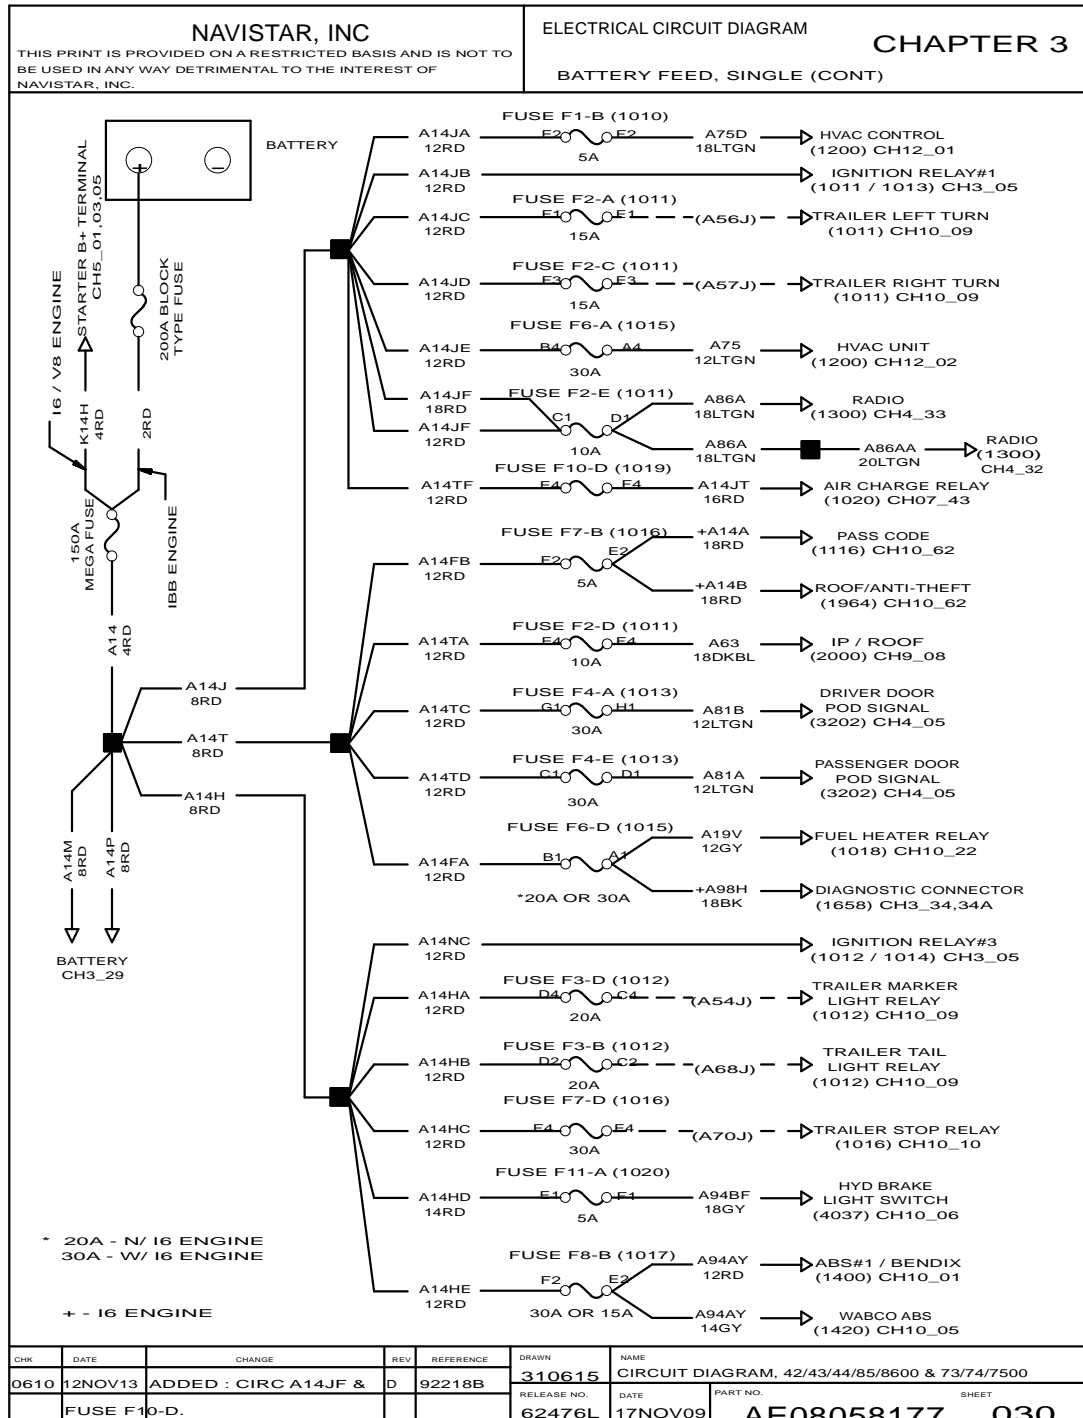 NAVISTAR, INC
THIS PRINT IS PROVIDED ON A RESTRICTED BASIS AND IS NOT TO
BE USED IN ANY WAY DETRIMENTAL TO THE INTEREST OF
NAVISTAR, INC.
ELECTRICAL CIRCUIT DIAGRAM
CHAPTER 3
BATTERY FEED, SINGLE (CONT)
BATTERY
+
-
STARTER B+ TERMINAL
CH5_01,03,05
200A BLOCK
TYPE FUSE
I6 / V8 ENGINE
K14H
4RD
2RD
150A
MEGA FUSE
IBB ENGINE
A14
4RD
A14J
8RD
A14T
8RD
A14H
8RD
A14M
8RD
A14P
8RD
BATTERY
CH3_29
FUSE F1-B (1010)
A14JA
12RD
F2 E2
5A
A75D
18LTGN
HVAC CONTROL
(1200) CH12_01
A14JB
12RD
IGNITION RELAY#1
(1011 / 1013) CH3_05
FUSE F2-A (1011)
A14JC
12RD
F1 E1
15A
(A56J)
TRAILER LEFT TURN
(1011) CH10_09
FUSE F2-C (1011)
A14JD
12RD
F3 E3
15A
(A57J)
TRAILER RIGHT TURN
(1011) CH10_09
FUSE F6-A (1015)
A14JE
12RD
B4 A4
30A
A75
12LTGN
HVAC UNIT
(1200) CH12_02
FUSE F2-E (1011)
A14JF
18RD
A14JF
12RD
C1 D1
10A
A86A
18LTGN
RADIO
(1300) CH4_33
A86A
18LTGN
A86AA
20LTGN
RADIO
(1300)
CH4_32
FUSE F10-D (1019)
A14TF
12RD
E4 F4
A14JT
16RD
AIR CHARGE RELAY
(1020) CH07_43
FUSE F7-B (1016)
A14FB
12RD
F2 E2
5A
+A14A
18RD
PASS CODE
(1116) CH10_62
+A14B
18RD
ROOF/ANTI-THEFT
(1964) CH10_62
FUSE F2-D (1011)
A14TA
12RD
F4 E4
10A
A63
18DKBL
IP / ROOF
(2000) CH9_08
FUSE F4-A (1013)
A14TC
12RD
G1 H1
30A
A81B
12LTGN
DRIVER DOOR
POD SIGNAL
(3202) CH4_05
FUSE F4-E (1013)
A14TD
12RD
C1 D1
30A
A81A
12LTGN
PASSENGER DOOR
POD SIGNAL
(3202) CH4_05
FUSE F6-D (1015)
A14FA
12RD
B1 A1
*20A OR 30A
A19V
12GY
FUEL HEATER RELAY
(1018) CH10_22
+A98H
18BK
DIAGNOSTIC CONNECTOR
(1658) CH3_34,34A
A14NC
12RD
IGNITION RELAY#3
(1012 / 1014) CH3_05
FUSE F3-D (1012)
A14HA
12RD
D4 C4
20A
(A54J)
TRAILER MARKER
LIGHT RELAY
(1012) CH10_09
FUSE F3-B (1012)
A14HB
12RD
D2 C2
20A
(A68J)
TRAILER TAIL
LIGHT RELAY
(1012) CH10_09
FUSE F7-D (1016)
A14HC
12RD
F4 E4
30A
(A70J)
TRAILER STOP RELAY
(1016) CH10_10
FUSE F11-A (1020)
A14HD
14RD
E1 F1
5A
A94BF
18GY
HYD BRAKE
LIGHT SWITCH
(4037) CH10_06
FUSE F8-B (1017)
A14HE
12RD
F2 E2
30A OR 15A
A94AY
12RD
ABS#1 / BENDIX
(1400) CH10_01
A94AY
14GY
WABCO ABS
(1420) CH10_05
* 20A - N/ I6 ENGINE
30A - W/ I6 ENGINE
+ - I6 ENGINE
CHK DATE CHANGE REV REFERENCE
0610 12NOV13 ADDED : CIRC A14JF & D 92218B
FUSE F10-D.
DRAWN
310615
NAME
CIRCUIT DIAGRAM, 42/43/44/85/8600 & 73/74/7500
RELEASE NO.
62476L
DATE
17NOV09
PART NO.
AE08058177
SHEET
030